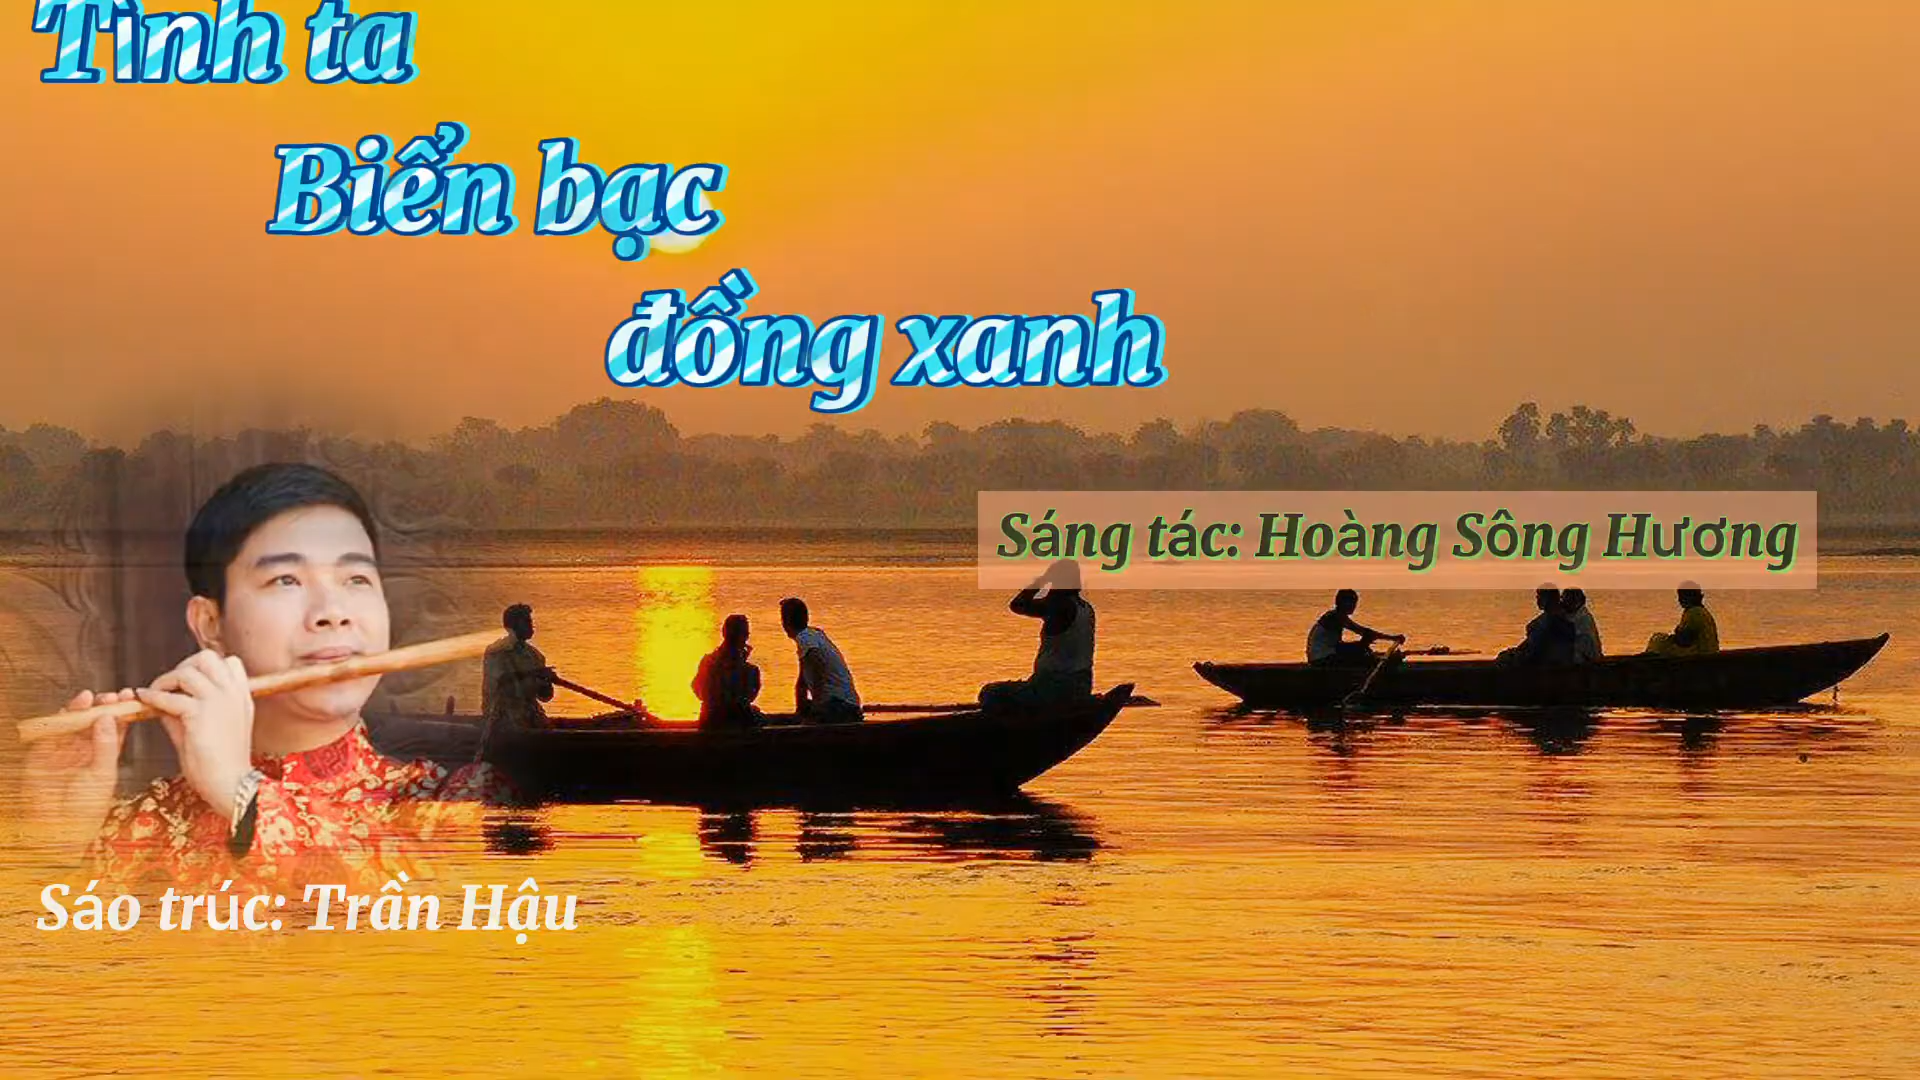 Tình ta
Biển bạc
đồng xanh
Sáng tác: Hoàng Sông Hương
Sáo trúc: Trần Hậu